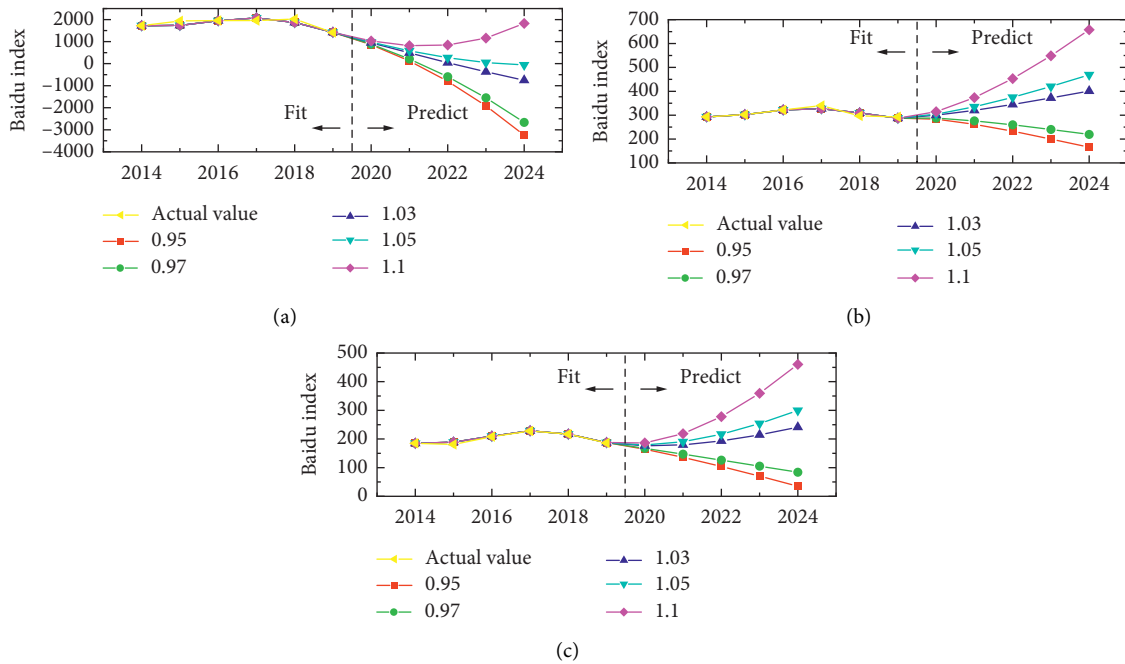 2000
1000
0
−1000
−2000
−3000
−4000
Baidu index
Fit
Predict
2014 2016 2018 2020 2022 2024
Actual value
0.95
0.97
1.03
1.05
1.1
(a)
700
600
500
400
300
200
100
Baidu index
Fit
Predict
2014 2016 2018 2020 2022 2024
Actual value
0.95
0.97
1.03
1.05
1.1
(b)
500
400
300
200
100
0
Baidu index
Fit
Predict
2014 2016 2018 2020 2022 2024
Actual value
0.95
0.97
1.03
1.05
1.1
(c)